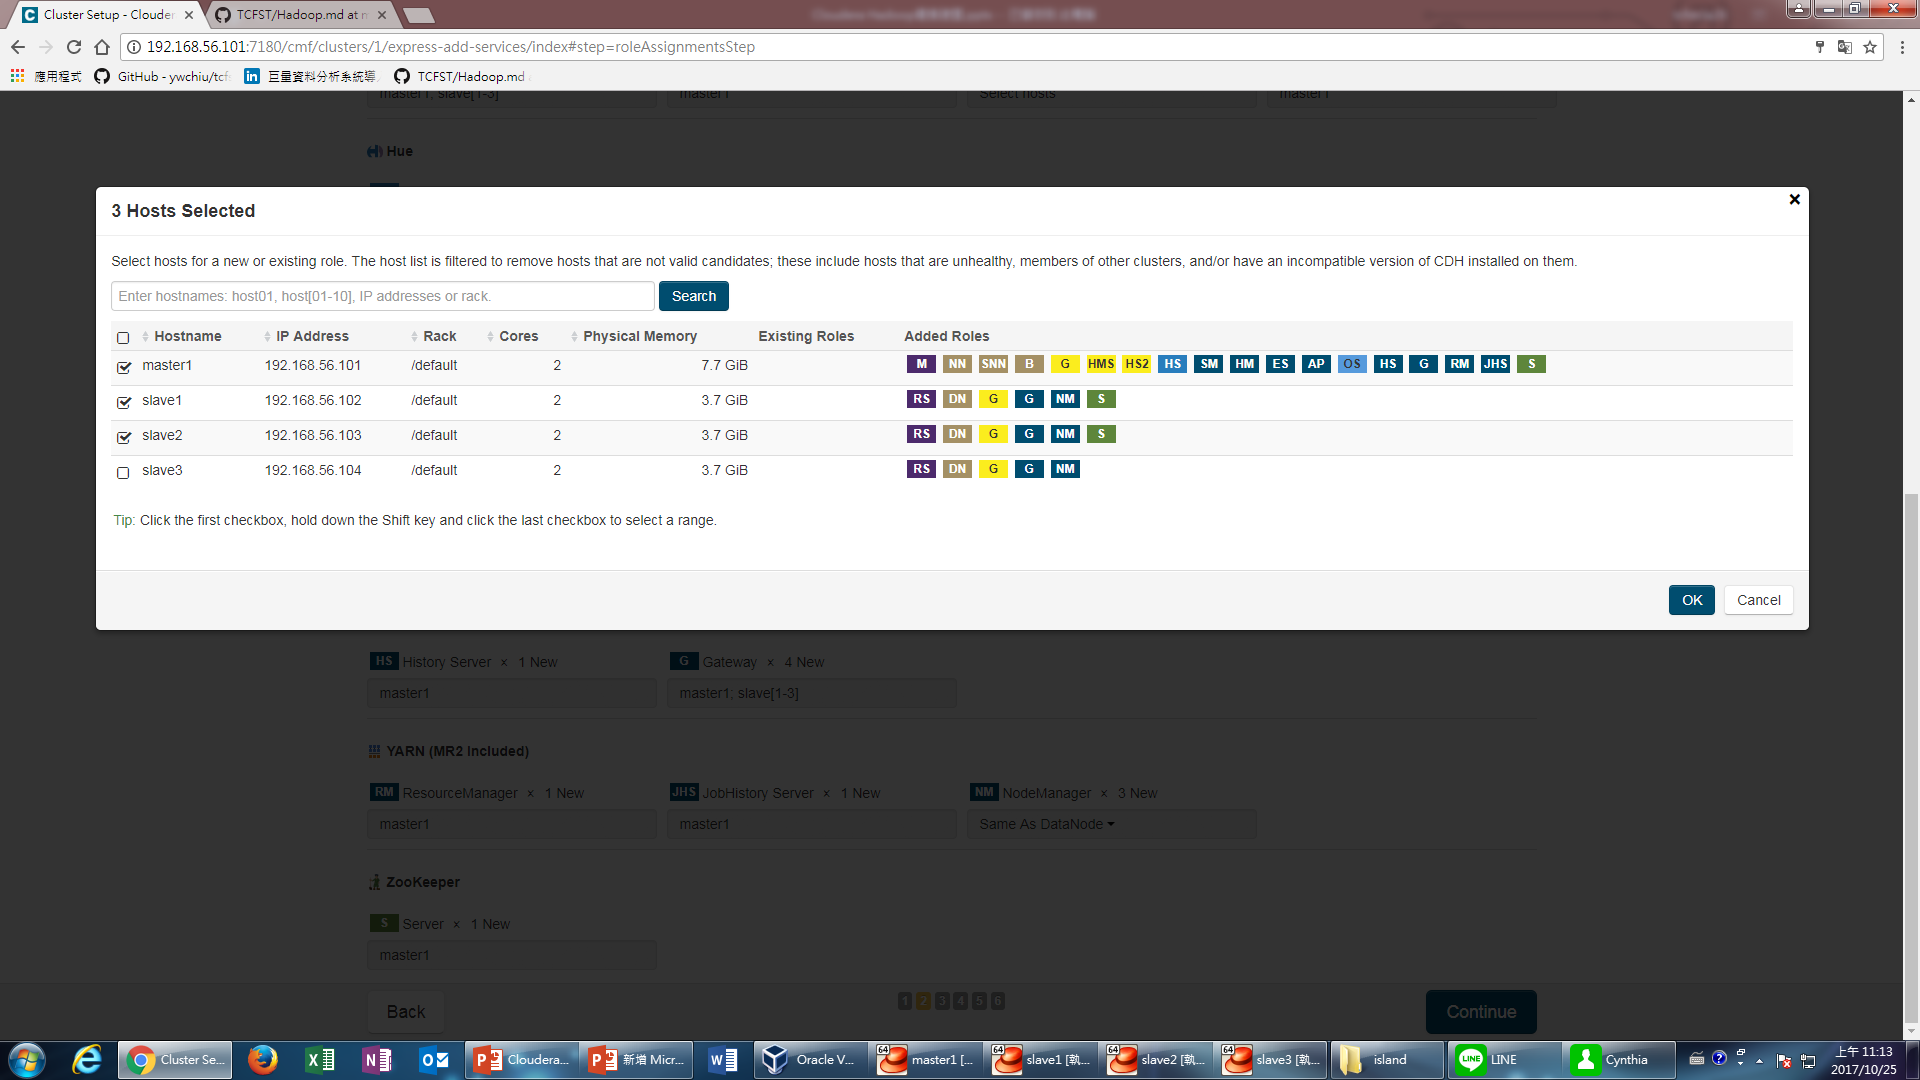 Cluster Setup - Clouder
TCFST/Hadoop.md at m
192.168.56.101:7180/cmf/clusters/1/express-add-services/index#step=roleAssignmentsStep
應用程式
GitHub - ywchiu/tcfs
巨量資料分析系統導
TCFST/Hadoop.md
master1; slave[1-3]
master1
Select hosts
master1
Hue
3 Hosts Selected
Select hosts for a new or existing role. The host list is filtered to remove hosts that are not valid candidates; these include hosts that are unhealthy, members of other clusters, and/or have an incompatible version of CDH installed on them.
Enter hostnames: host01, host[01-10], IP addresses or rack.
Search
Hostname IP Address Rack Cores Physical Memory Existing Roles Added Roles
master1 192.168.56.101 /default 2 7.7 GiB M NN SNN B G HMS HS2 HS SM HM ES AP OS HS G RM JHS S
slave1 192.168.56.102 /default 2 3.7 GiB RS DN G G NM S
slave2 192.168.56.103 /default 2 3.7 GiB RS DN G G NM S
slave3 192.168.56.104 /default 2 3.7 GiB RS DN G G NM
Tip: Click the first checkbox, hold down the Shift key and click the last checkbox to select a range.
OK
Cancel
HS History Server × 1 New
G Gateway × 4 New
master1
master1; slave[1-3]
YARN (MR2 Included)
RM ResourceManager × 1 New
JHS JobHistory Server × 1 New
NM NodeManager × 3 New
master1
master1
Same As DataNode
ZooKeeper
S Server × 1 New
master1
Back
1 2 3 4 5 6
Continue
Cluster Se...
Cloudera...
新增 Micr...
Oracle V...
master1 [...
slave1 [執...
slave2 [執...
slave3 [執...
island
LINE
Cynthia
上午 11:13
2017/10/25